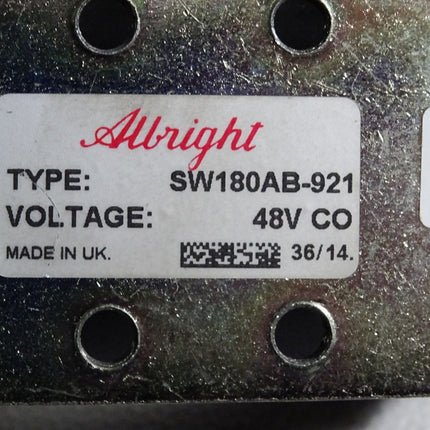 Albright
TYPE: SW180AB-921
VOLTAGE: 48V CO
MADE IN UK. 36/14.